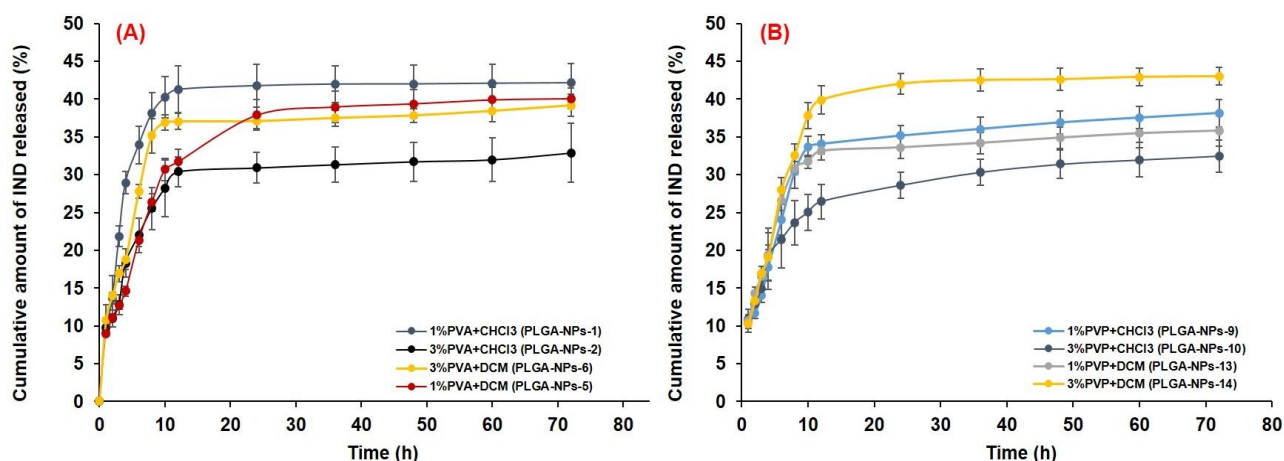 (A)
Cumulative amount of IND released (%)
50
45
40
35
30
25
20
15
10
5
0
1%PVA+CHCl3 (PLGA-NPs-1)
3%PVA+CHCl3 (PLGA-NPs-2)
3%PVA+DCM (PLGA-NPs-6)
1%PVA+DCM (PLGA-NPs-5)
0 10 20 30 40 50 60 70 80
Time (h)
(B)
Cumulative amount of IND released (%)
50
45
40
35
30
25
20
15
10
5
0
1%PVP+CHCl3 (PLGA-NPs-9)
3%PVP+CHCl3 (PLGA-NPs-10)
1%PVP+DCM (PLGA-NPs-13)
3%PVP+DCM (PLGA-NPs-14)
0 10 20 30 40 50 60 70 80
Time (h)